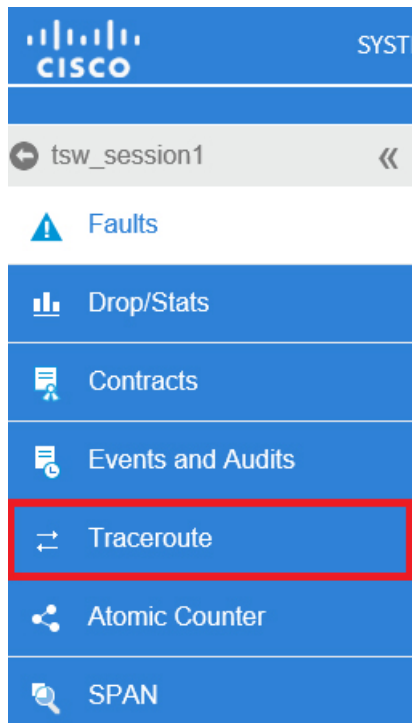 CISCO
SYST
tsw_session1
Faults
Drop/Stats
Contracts
Events and Audits
Traceroute
Atomic Counter
SPAN